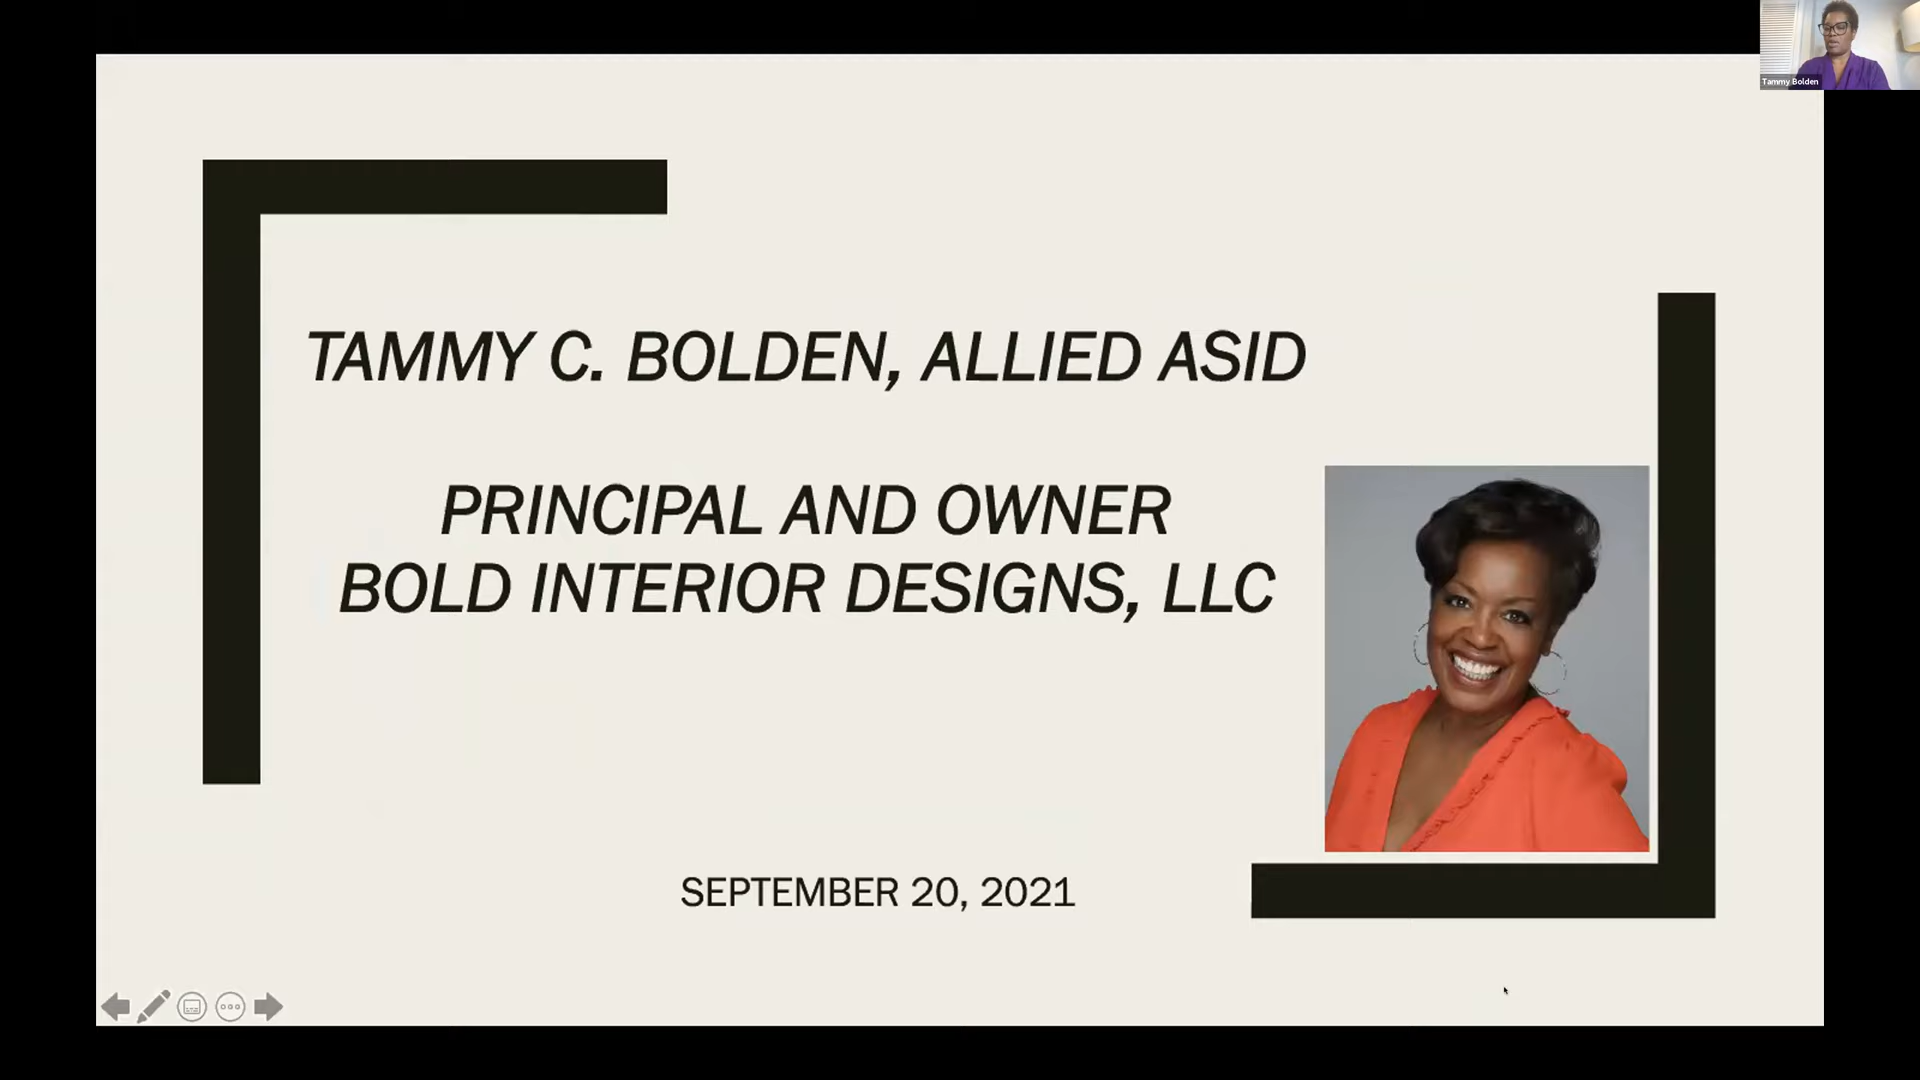 Tammy Bolden
TAMMY C. BOLDEN, ALLIED ASID
PRINCIPAL AND OWNER
BOLD INTERIOR DESIGNS, LLC
SEPTEMBER 20, 2021